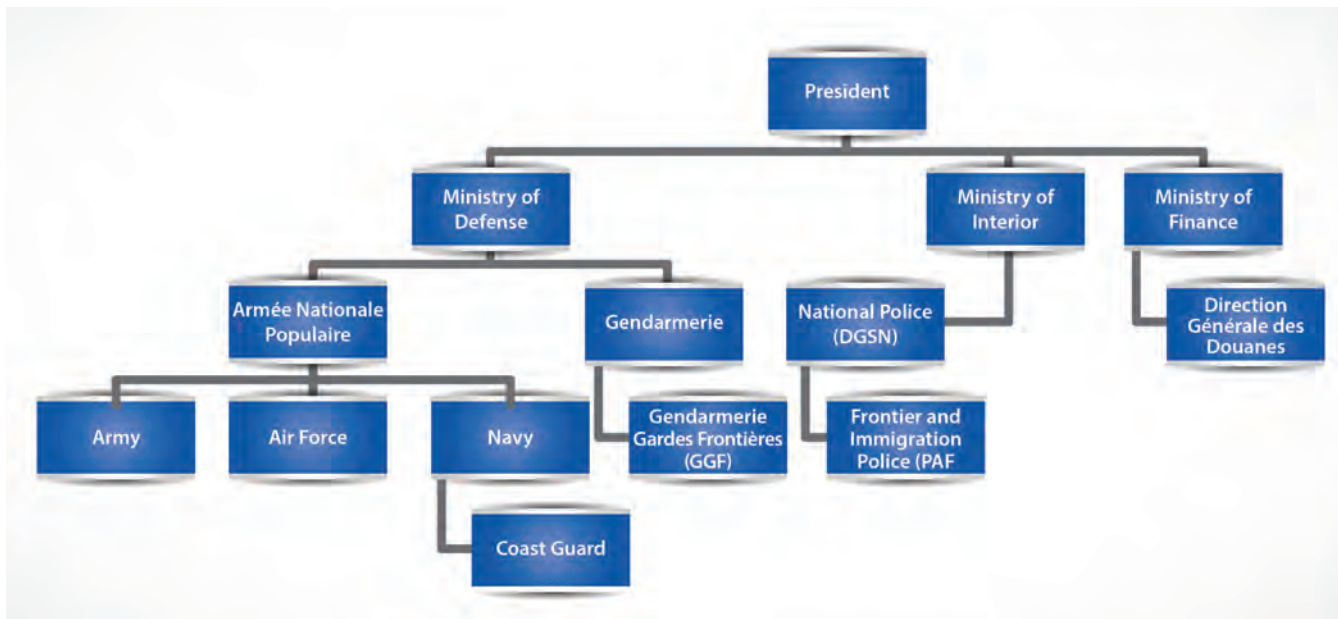 President
Ministry of
Defense
Ministry of
Interior
Ministry of
Finance
Armée Nationale
Populaire
Gendarmerie
National Police
(DGSN)
Direction
Générale des
Douanes
Army
Air Force
Navy
Gendarmerie
Gardes Frontières
(GGF)
Frontier and
Immigration
Police (PAF
Coast Guard